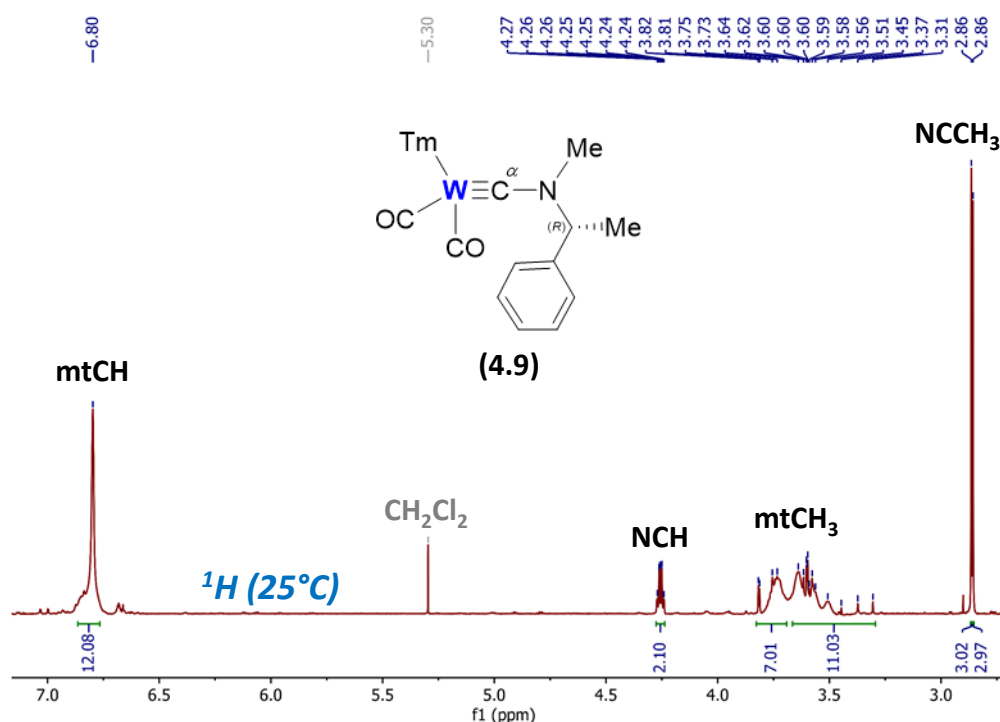 6.80
5.30
4.27
4.26
4.26
4.25
4.25
4.24
4.24
3.82
3.81
3.75
3.73
3.64
3.62
3.60
3.60
3.60
3.59
3.58
3.56
3.51
3.45
3.37
3.31
2.86
2.86
NCCH₃
Tm
α
Me
W≡C
N
OC
CO
(R)
Me
(4.9)
mtCH
CH₂Cl₂
NCH
mtCH₃
¹H (25°C)
12.08
2.10
7.01
11.03
3.02
2.97
7.0 6.5 6.0 5.5 5.0 4.5 4.0 3.5 3.0
f1 (ppm)